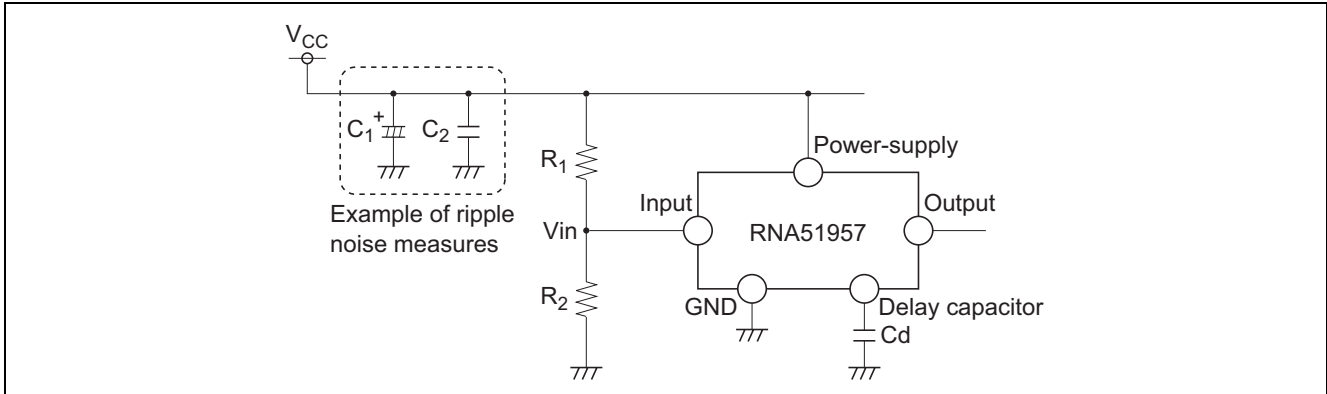 VCC
C1
+
C2
Example of ripple
noise measures
R1
Vin
R2
Power-supply
Input
Output
RNA51957
GND
Delay capacitor
Cd